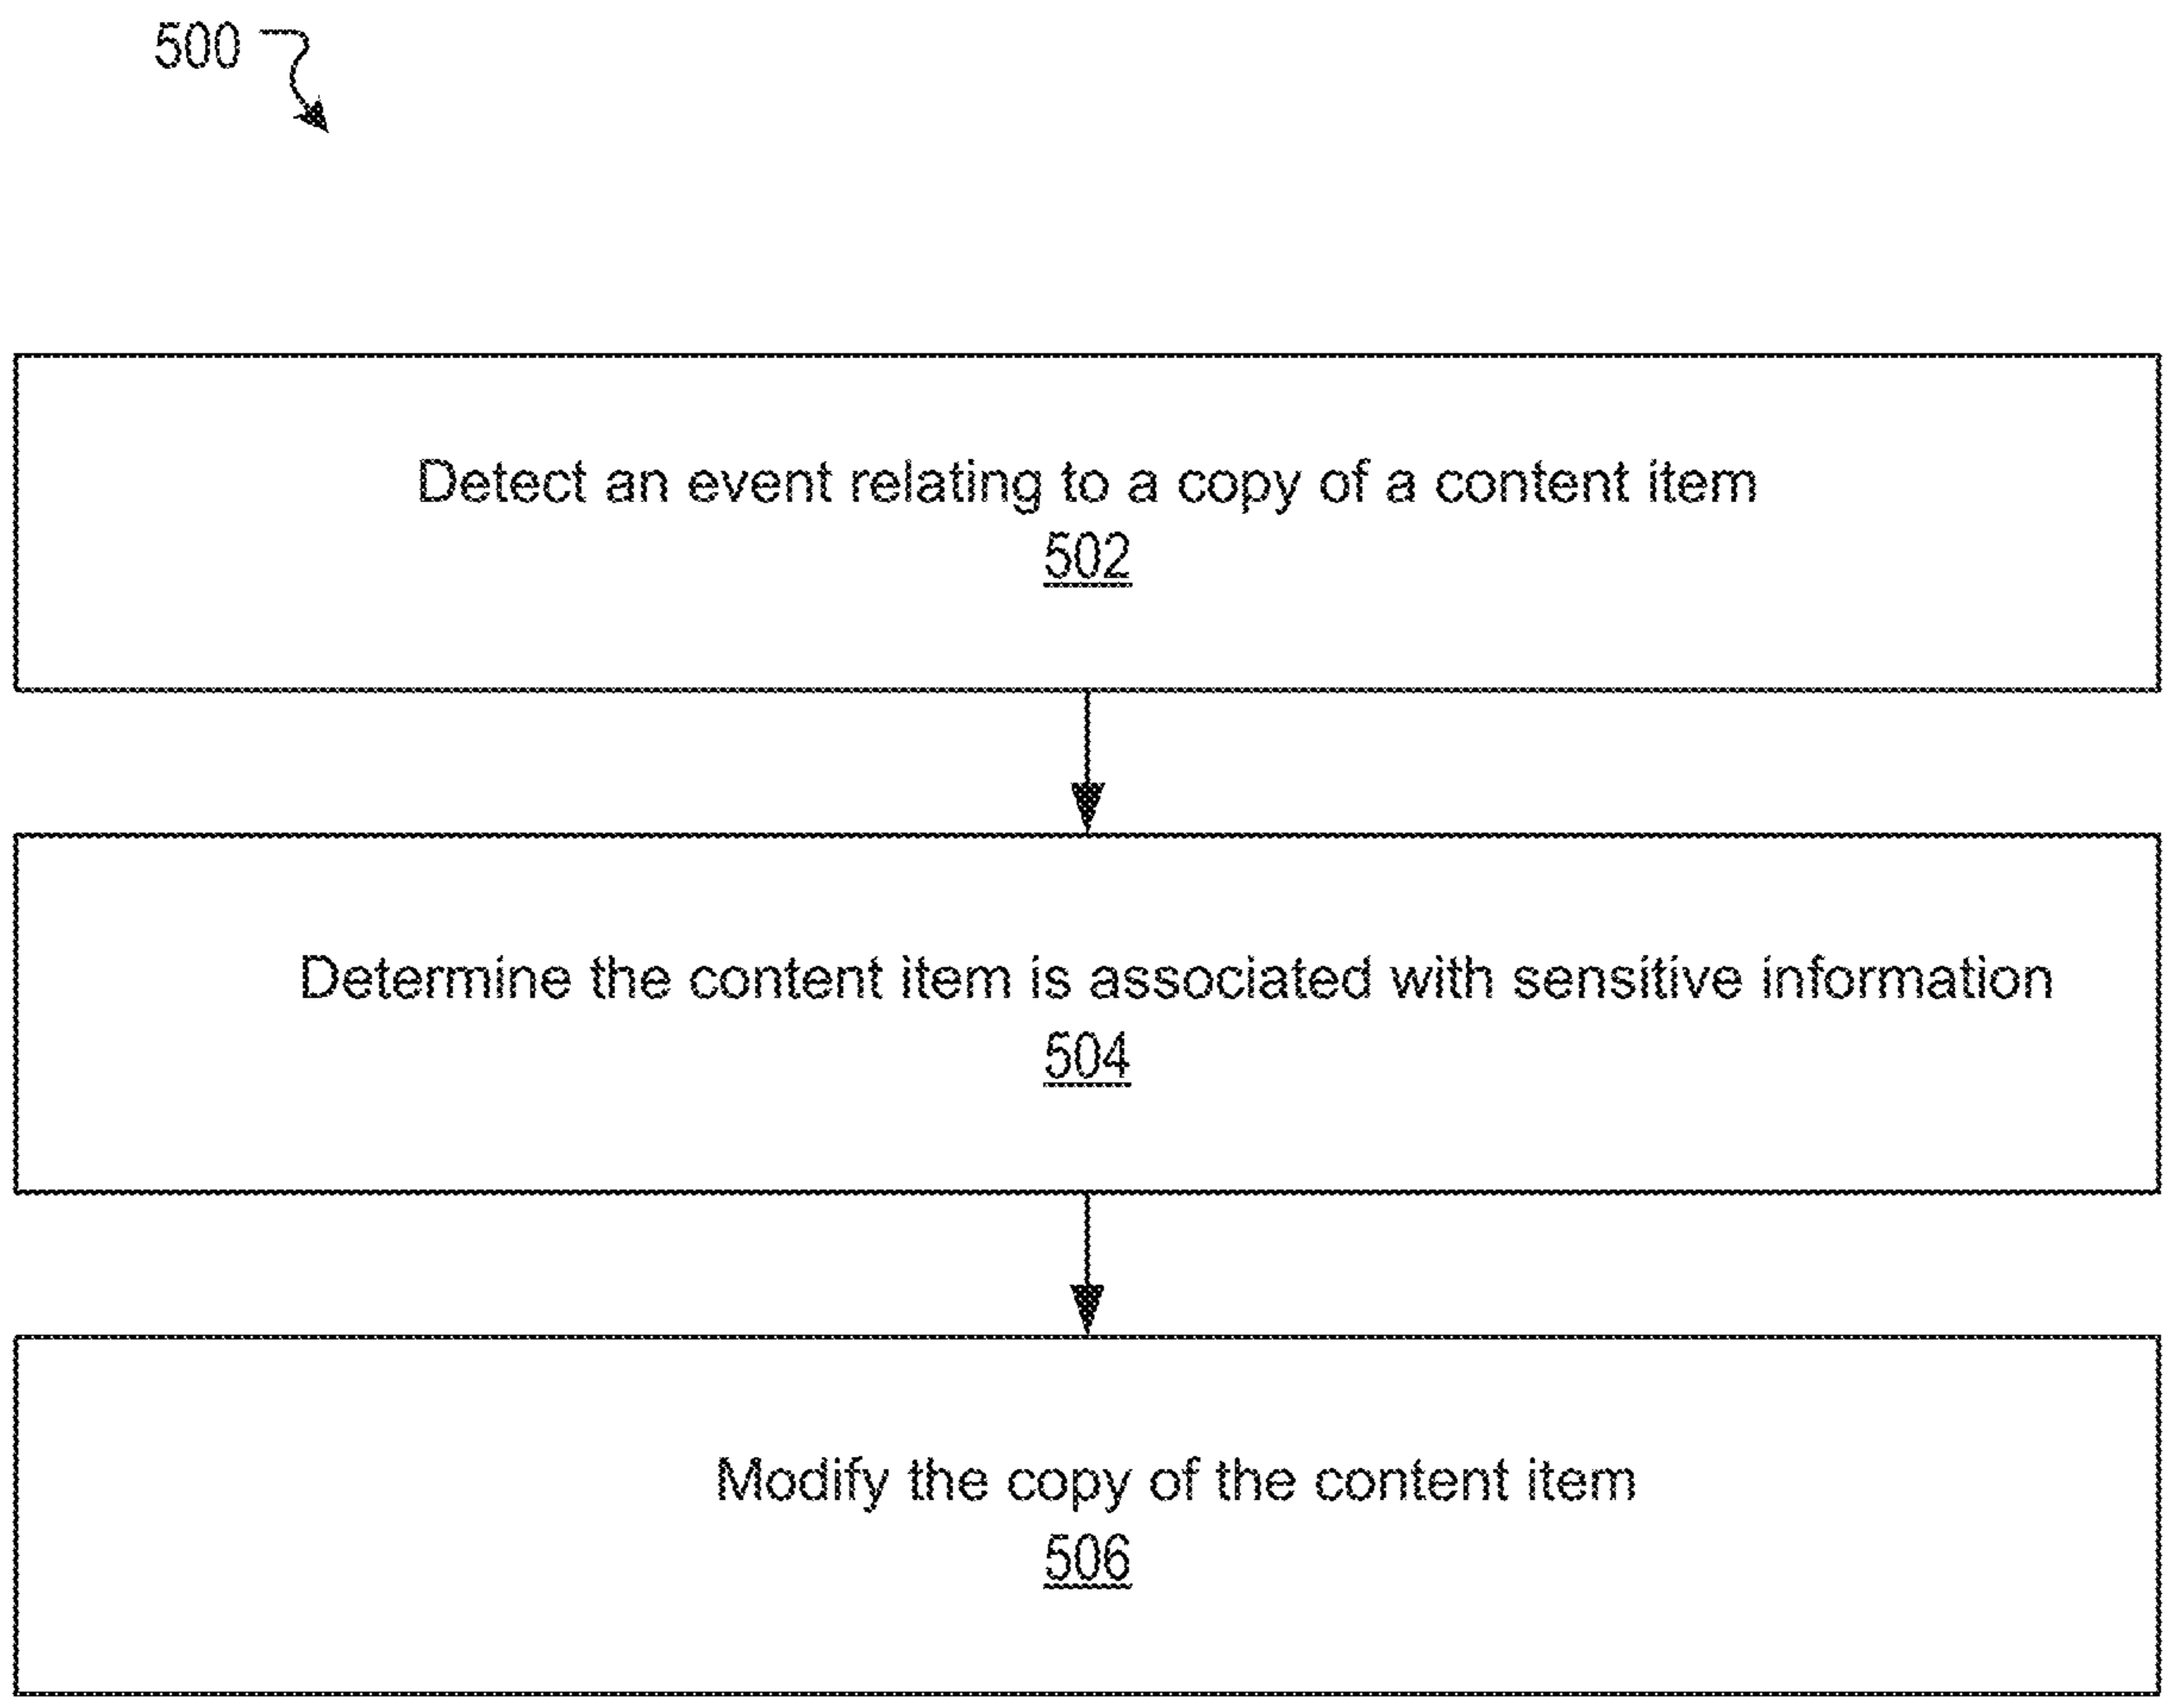 500
Detect an event relating to a copy of a content item
502
Determine the content item is associated with sensitive information
504
Modify the copy of the content item
506